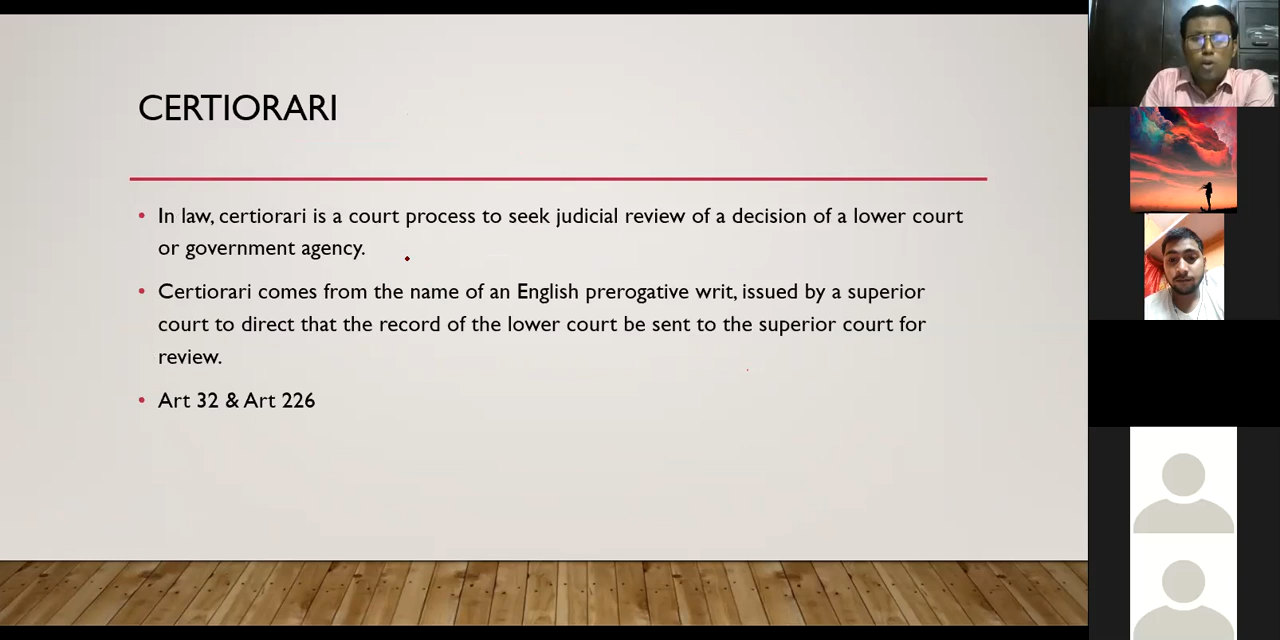 CERTIORARI
• In law, certiorari is a court process to seek judicial review of a decision of a lower court
or government agency.
• Certiorari comes from the name of an English prerogative writ, issued by a superior
court to direct that the record of the lower court be sent to the superior court for
review.
• Art 32 & Art 226